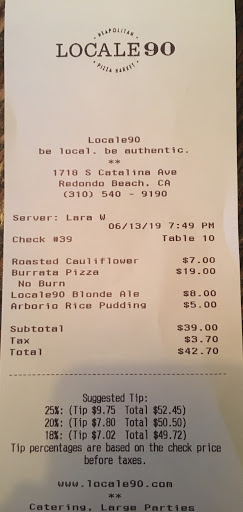 • NEAPOLITAN •
LOCALE90
• PIZZA MARKET •
Locale90
be local. be authentic.
**
1718 S Catalina Ave
Redondo Beach, CA
(310) 540 - 9190
Server: Lara W
06/13/19 7:49 PM
Check #39 Table 10
Roasted Cauliflower $7.00
Burrata Pizza $19.00
No Burn
Locale90 Blonde Ale $8.00
Arborio Rice Pudding $5.00
Subtotal $39.00
Tax $3.70
Total $42.70
Suggested Tip:
25%: (Tip $9.75 Total $52.45)
20%: (Tip $7.80 Total $50.50)
18%: (Tip $7.02 Total $49.72)
Tip percentages are based on the check price
before taxes.
www.locale90.com
**
Catering, Large Parties